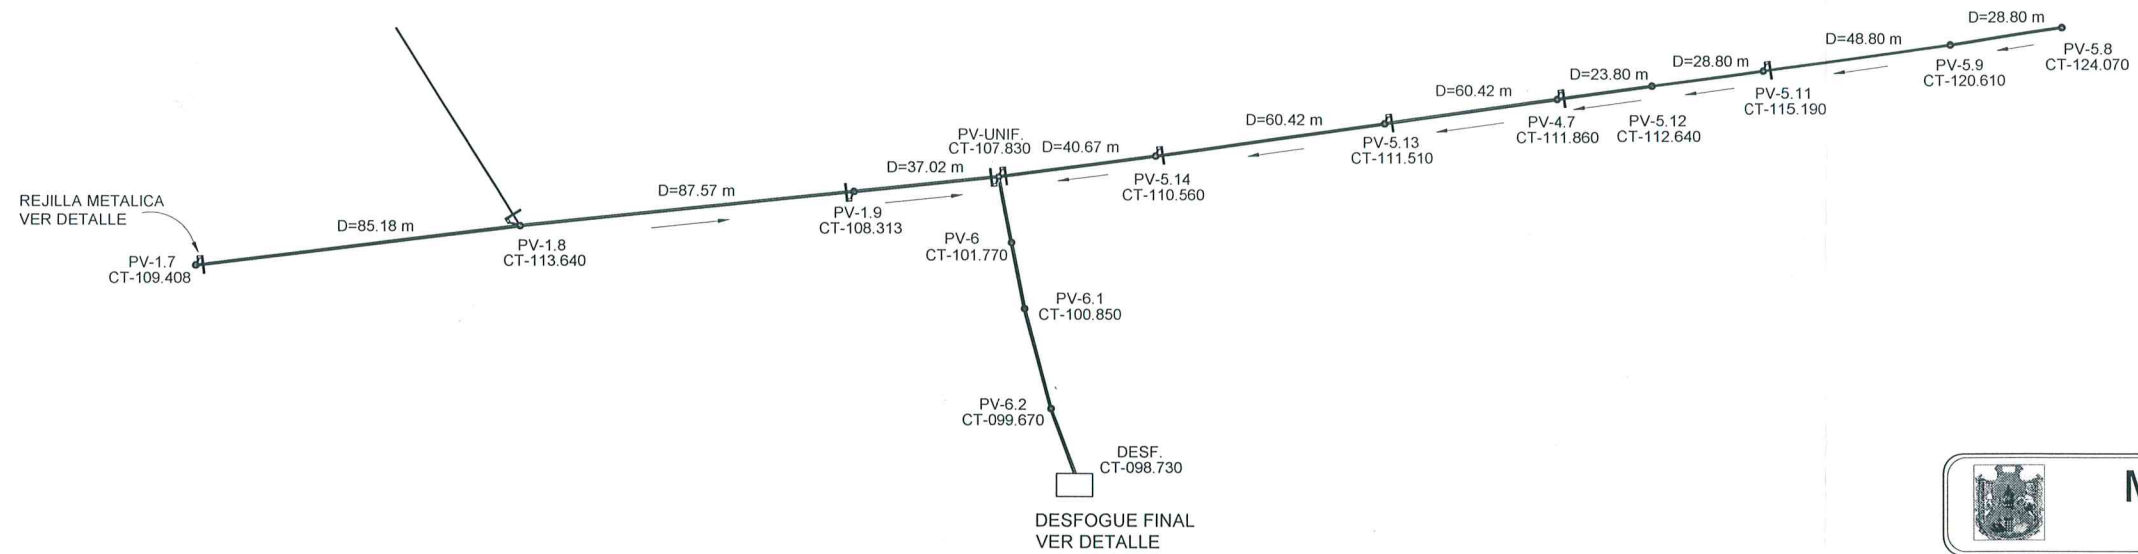 REJILLA METALICA
VER DETALLE
PV-1.7
CT-109.408
D=85.18 m
PV-1.8
CT-113.640
D=87.57 m
PV-1.9
CT-108.313
D=37.02 m
PV-UNIF.
CT-107.830
D=40.67 m
PV-5.14
CT-110.560
D=60.42 m
PV-5.13
CT-111.510
D=60.42 m
PV-4.7
CT-111.860
D=23.80 m
PV-5.12
CT-112.640
D=28.80 m
PV-5.11
CT-115.190
D=48.80 m
PV-5.9
CT-120.610
D=28.80 m
PV-5.8
CT-124.070
PV-6
CT-101.770
PV-6.1
CT-100.850
PV-6.2
CT-099.670
DESF.
CT-098.730
DESFOGUE FINAL
VER DETALLE